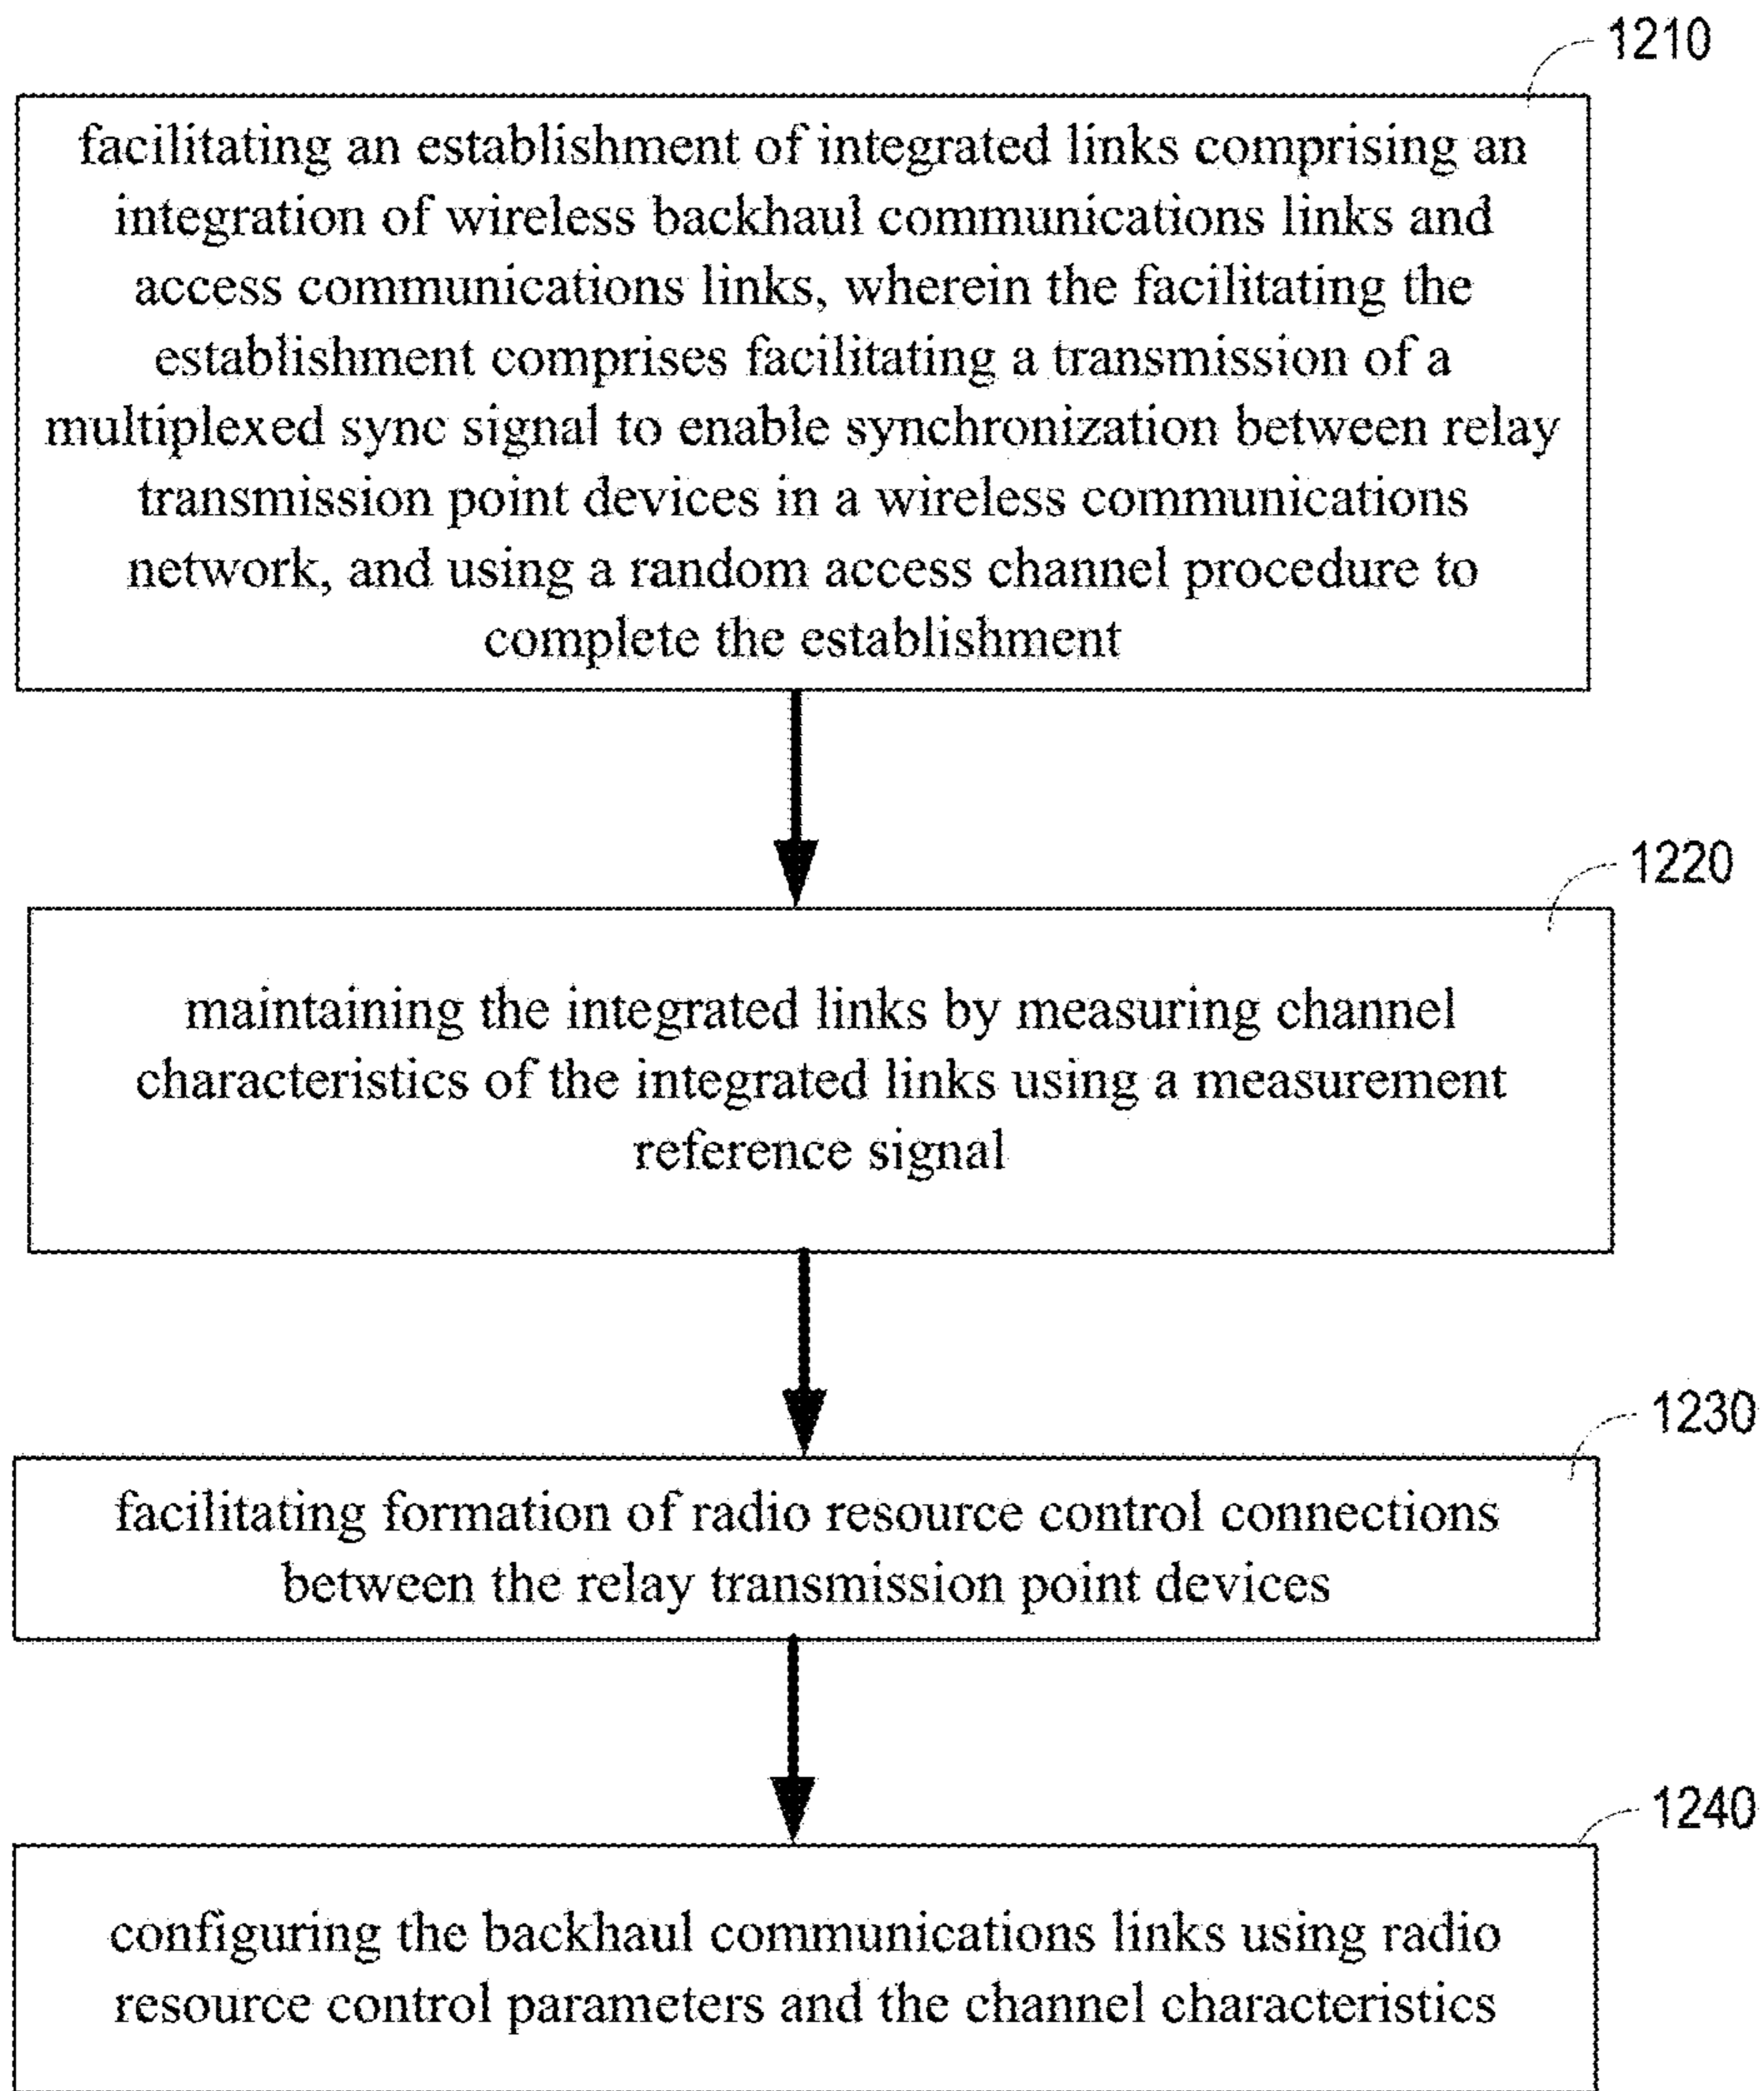 1210
facilitating an establishment of integrated links comprising an
integration of wireless backhaul communications links and
access communications links, wherein the facilitating the
establishment comprises facilitating a transmission of a
multiplexed sync signal to enable synchronization between relay
transmission point devices in a wireless communications
network, and using a random access channel procedure to
complete the establishment
1220
maintaining the integrated links by measuring channel
characteristics of the integrated links using a measurement
reference signal
1230
facilitating formation of radio resource control connections
between the relay transmission point devices
1240
configuring the backhaul communications links using radio
resource control parameters and the channel characteristics